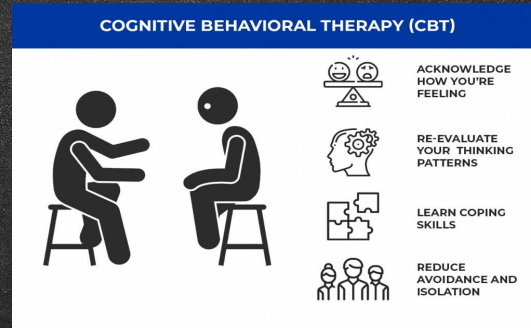 COGNITIVE BEHAVIORAL THERAPY (CBT)
ACKNOWLEDGE
HOW YOU'RE
FEELING
RE-EVALUATE
YOUR THINKING
PATTERNS
LEARN COPING
SKILLS
REDUCE
AVOIDANCE AND
ISOLATION